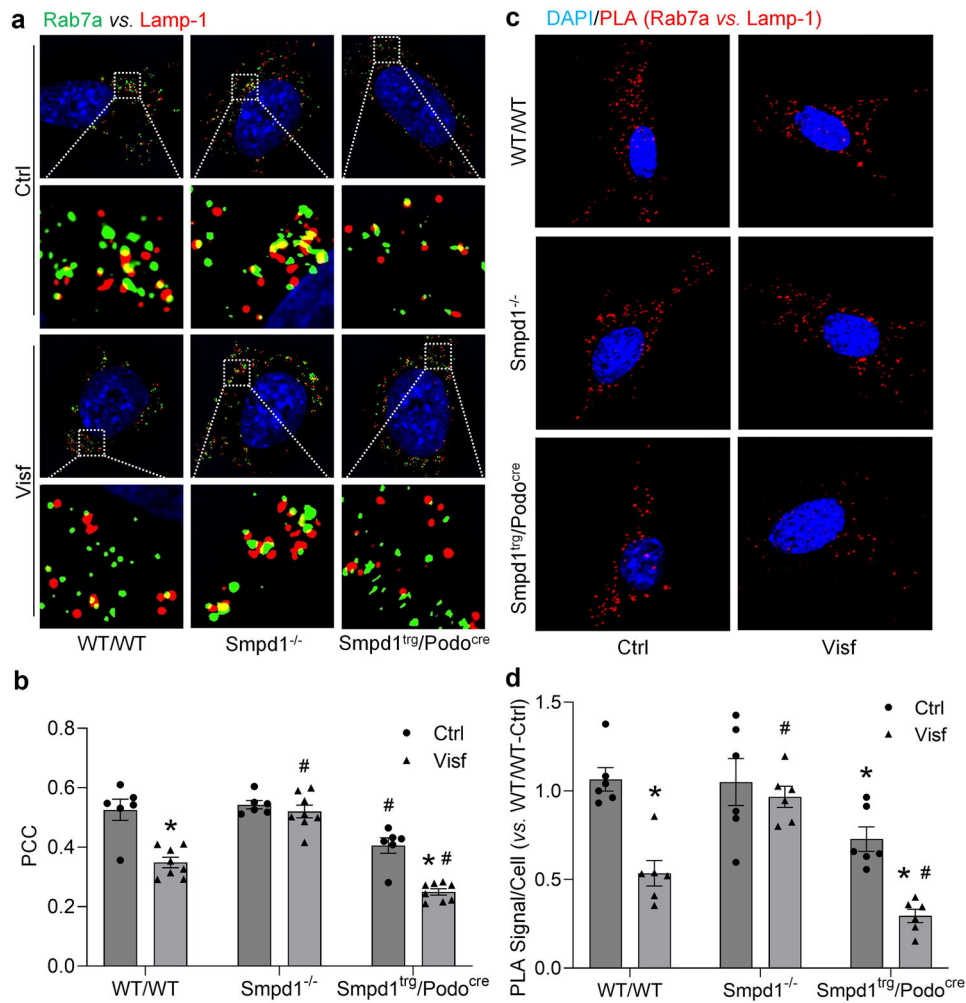 a
Rab7a vs. Lamp-1
Ctrl
Visf
WT/WT
Smpd1-/-
Smpd1trg/Podocre
b
PCC
0.8
0.6
0.4
0.2
0.0
Ctrl
Visf
*
#
#
* #
WT/WT
Smpd1-/-
Smpd1trg/Podocre
c
DAPI/PLA (Rab7a vs. Lamp-1)
WT/WT
Smpd1-/-
Smpd1trg/Podocre
Ctrl
Visf
d
PLA Signal/Cell (vs. WT/WT-Ctrl)
1.5
1.0
0.5
0.0
Ctrl
Visf
*
#
*
* #
WT/WT
Smpd1-/-
Smpd1trg/Podocre